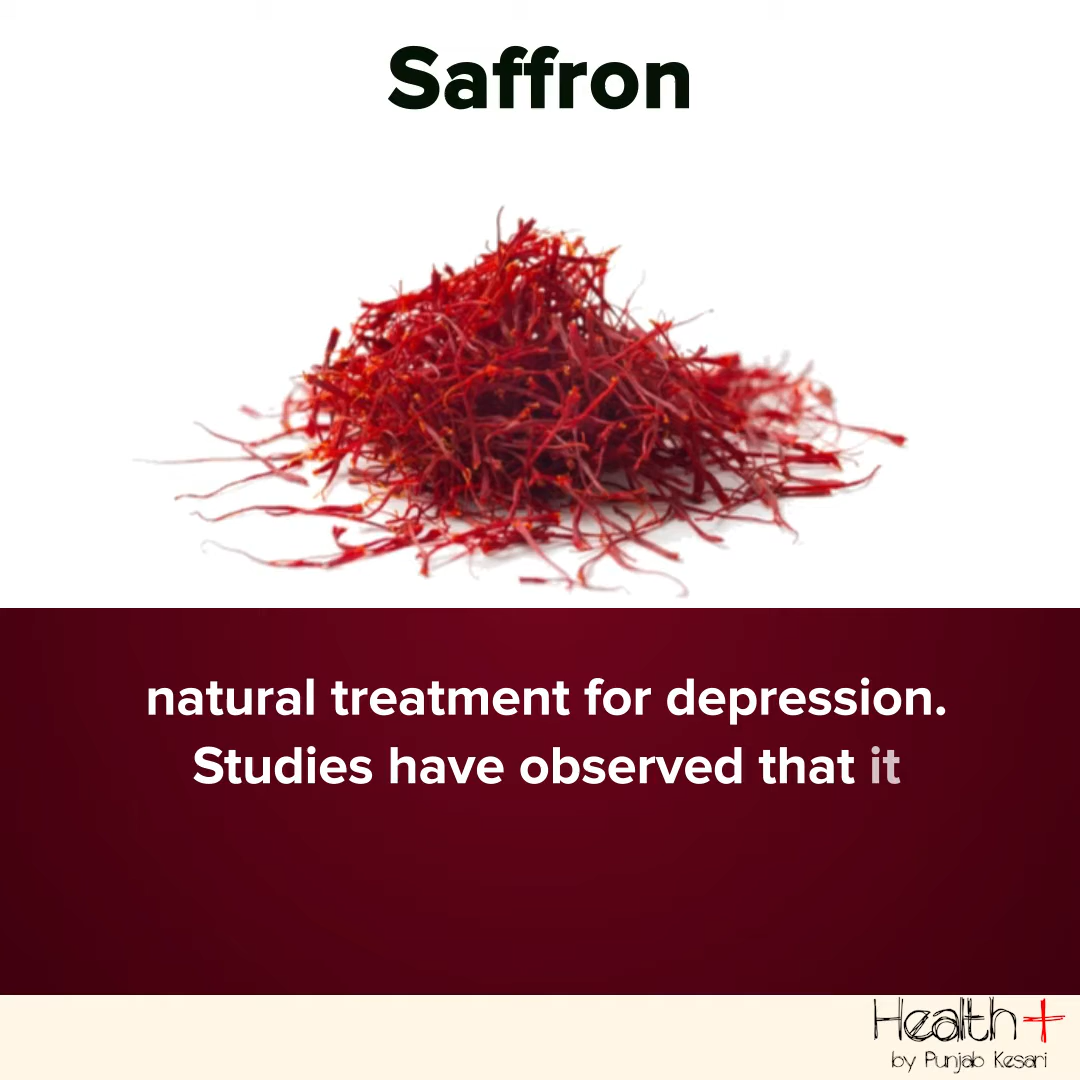 Saffron
natural treatment for depression.
Studies have observed that it
Health+
by Punjab Kesari